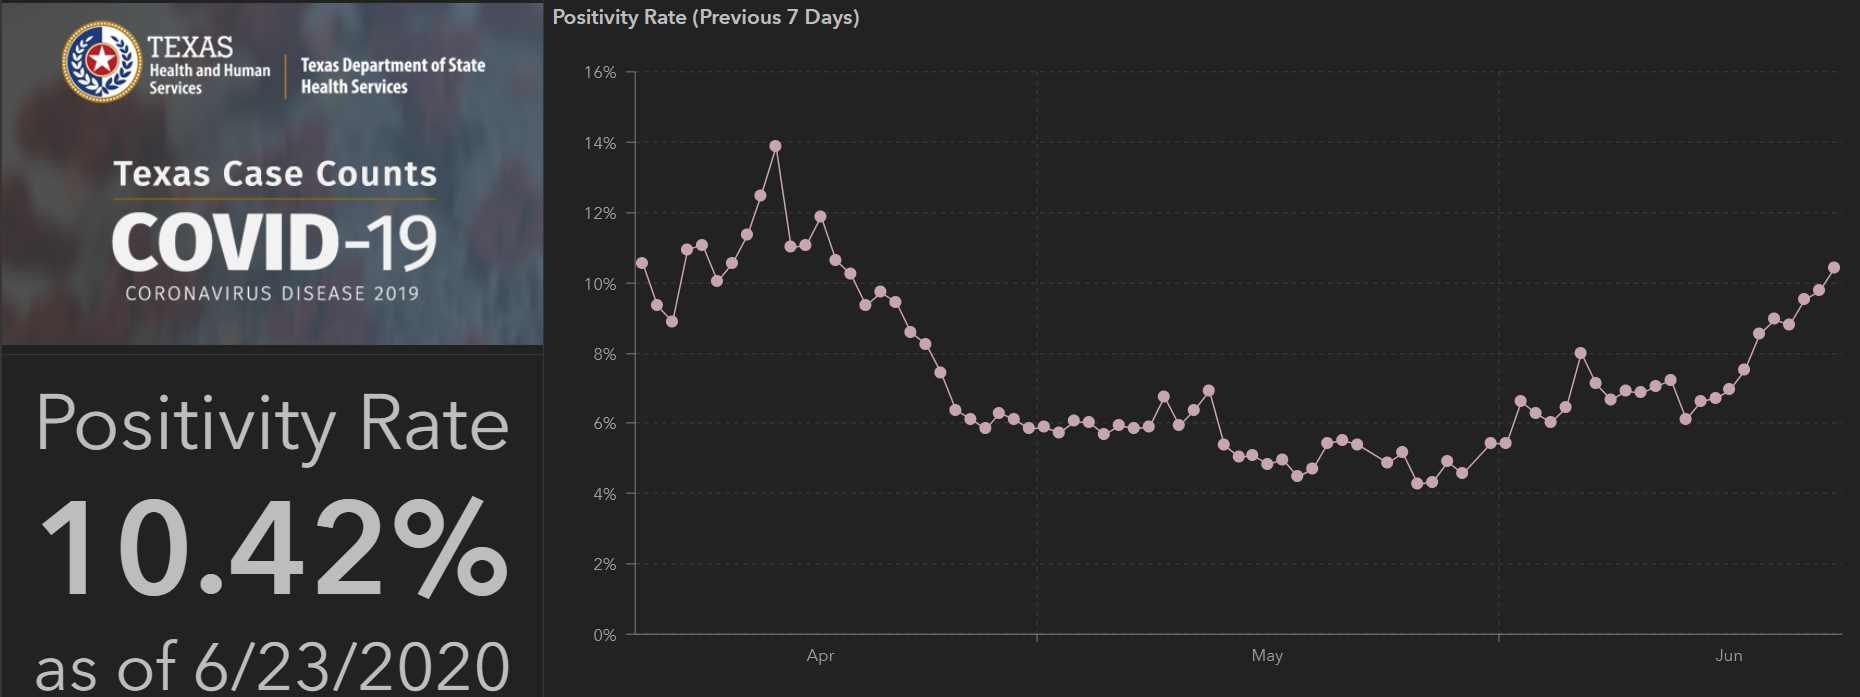 TEXAS
Health and Human
Services
Texas Department of State
Health Services
Texas Case Counts
COVID-19
CORONAVIRUS DISEASE 2019
Positivity Rate
10.42%
as of 6/23/2020
Positivity Rate (Previous 7 Days)
16%
14%
12%
10%
8%
6%
4%
2%
0%
Apr May Jun